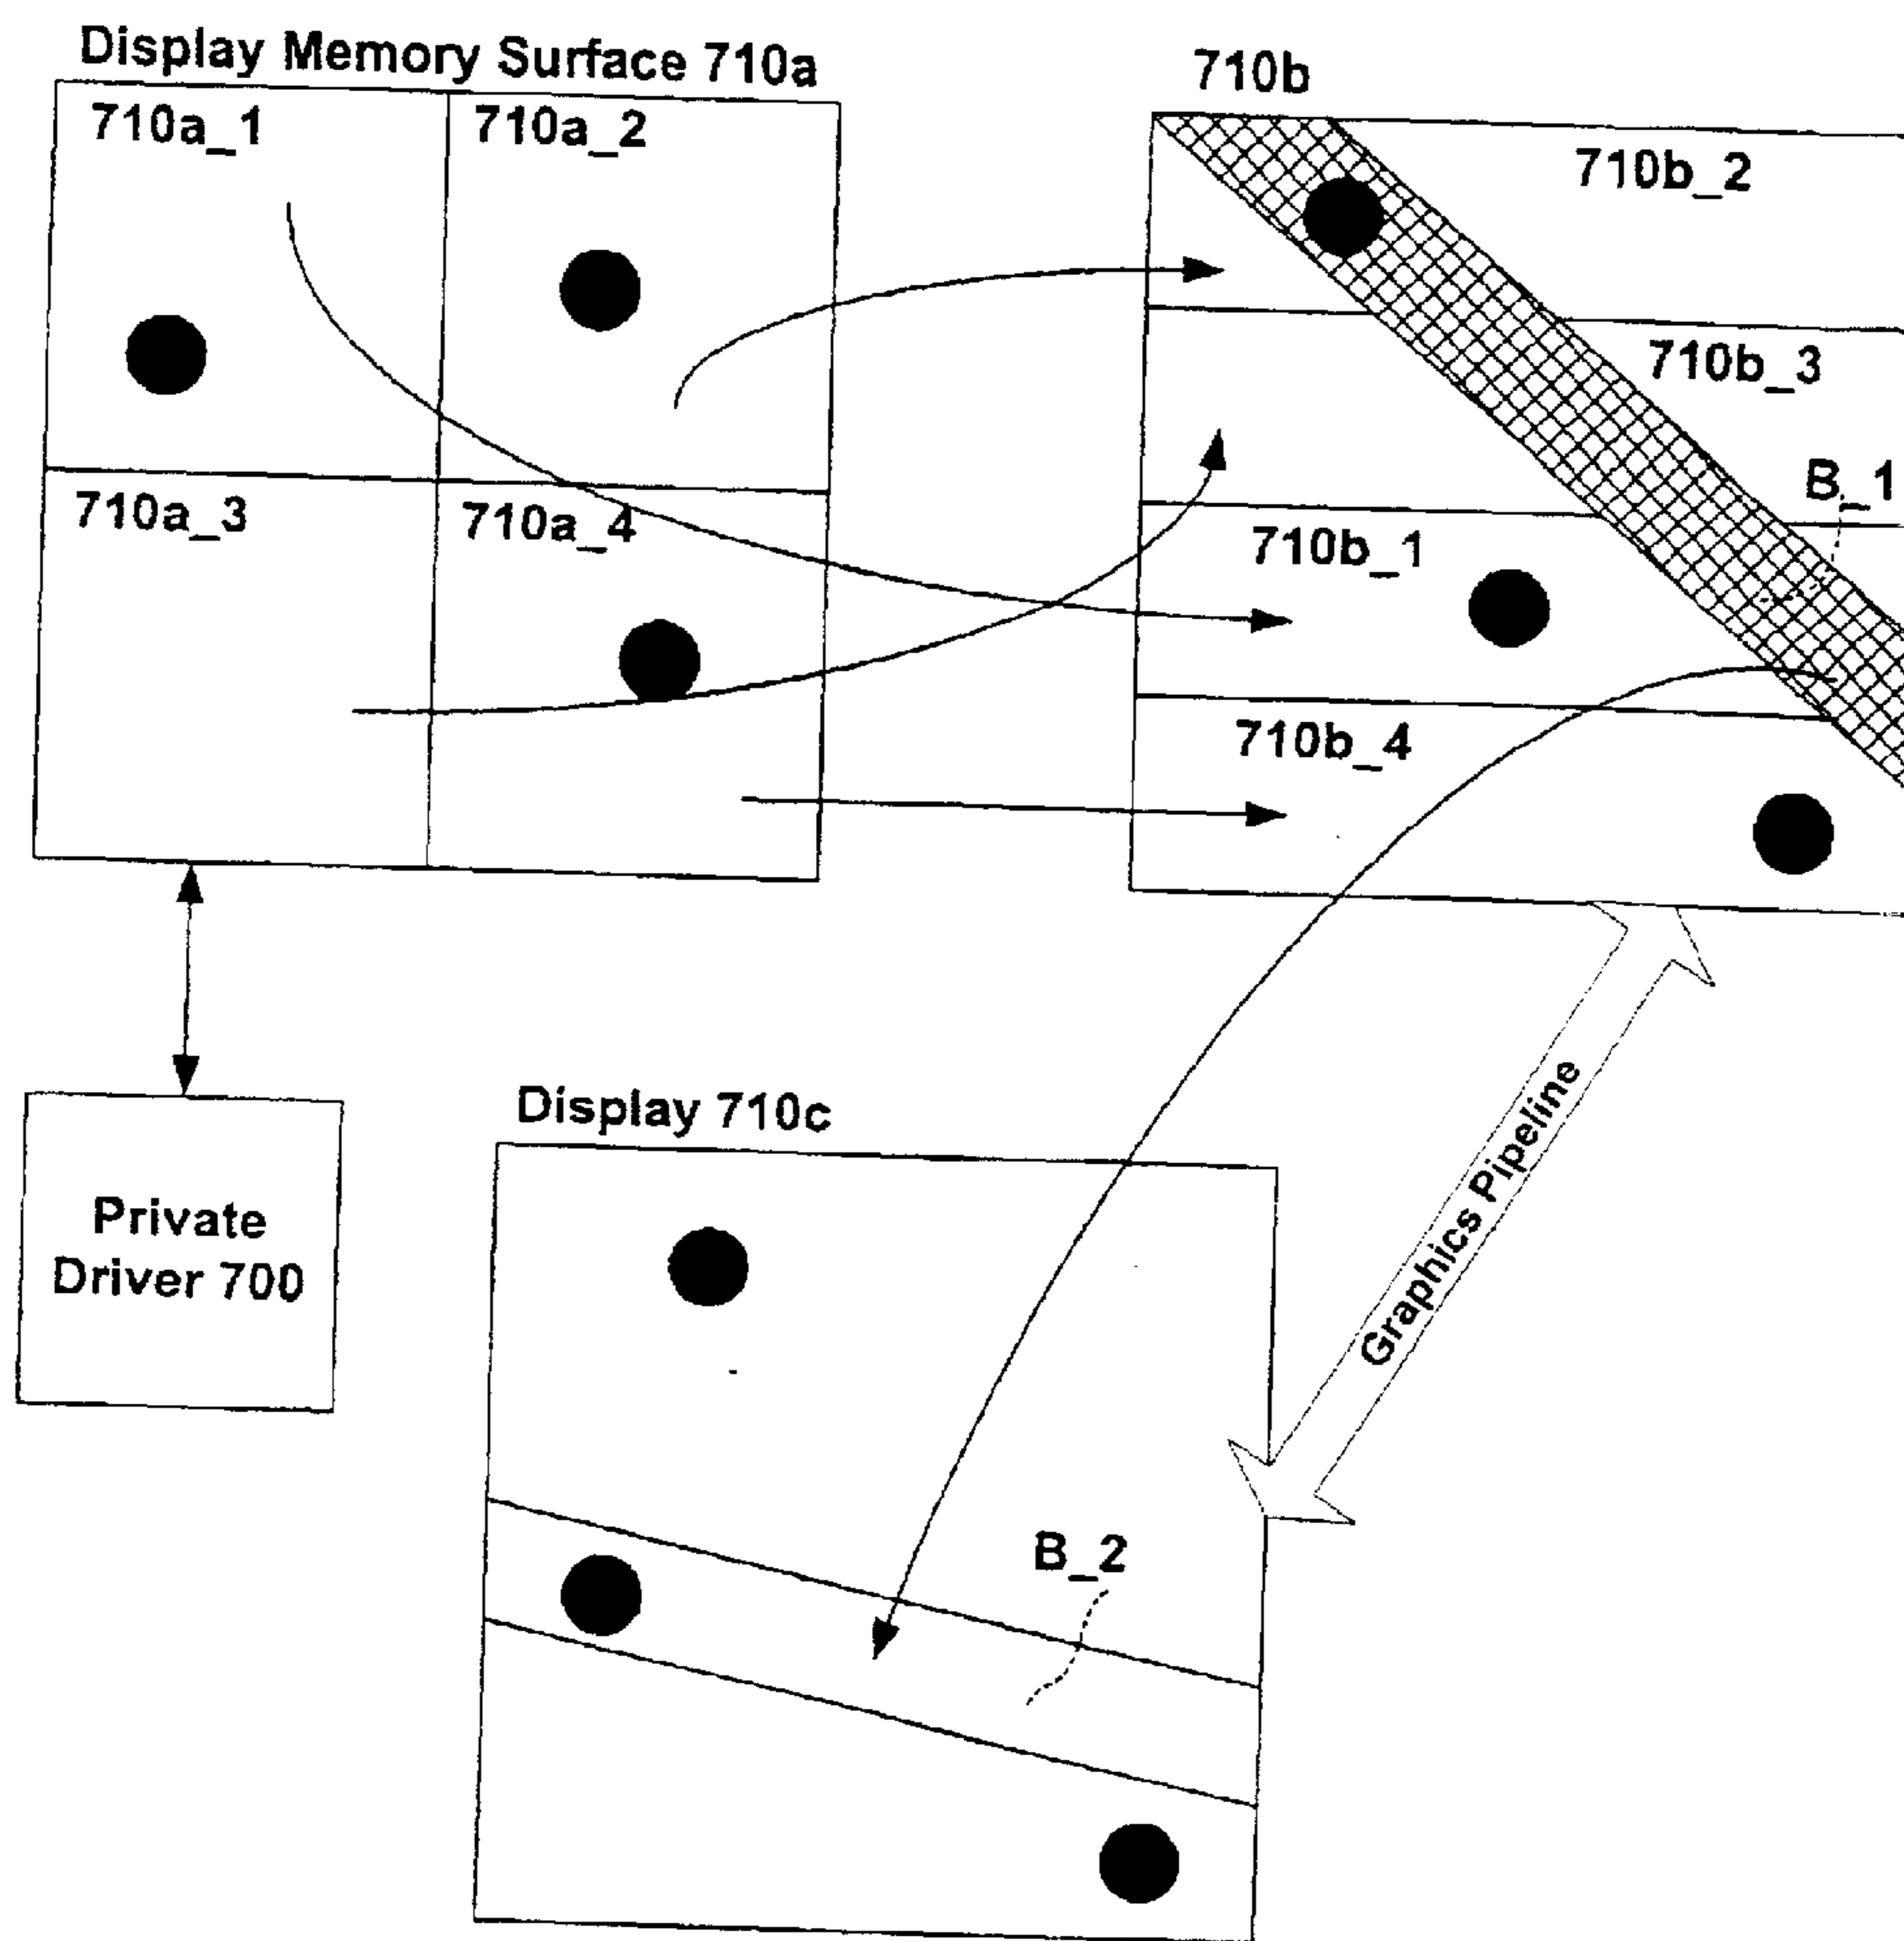 Display Memory Surface 710a
710a_1
710a_2
710a_3
710a_4
710b
710b_2
710b_3
B_1
710b_1
710b_4
Private
Driver 700
Display 710c
Graphics Pipeline
B_2